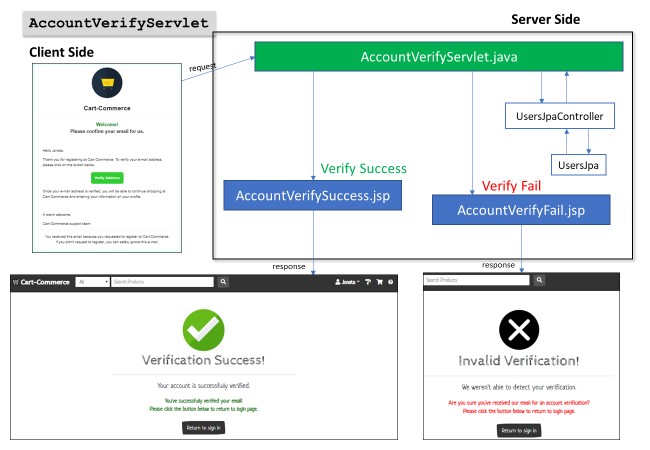 AccountVerifyServlet
Server Side
Client Side
AccountVerifyServlet.java
request
Cart-Commerce
Welcome!
Please confirm your email for us.
Hello Jonata,
Thank you for registering at Cart-Commerce. To verify your email address,
please click on the button below.
Verify Address
Once your e-mail address is verified, you will be able to continue shopping at
Cart-Commerce and entering your information on your profile.
A warm welcome,
Cart-Commerce support team
* You received this email because you requested to register to Cart-Commerce.
If you didn't request to register, you can safely ignore this e-mail.
UsersJpaController
UsersJpa
Verify Success
AccountVerifySuccess.jsp
Verify Fail
AccountVerifyFail.jsp
response
response
Cart-Commerce
All
Search Products
Jonata
Verification Success!
Your account is successfully verified.
You've successfully verified your email!
Please click the button below to return to login page.
Return to sign in
Search Products
Invalid Verification!
We weren't able to detect your verification.
Are you sure you've received our email for an account verification?
Please click the button below to return to login page.
Return to sign in